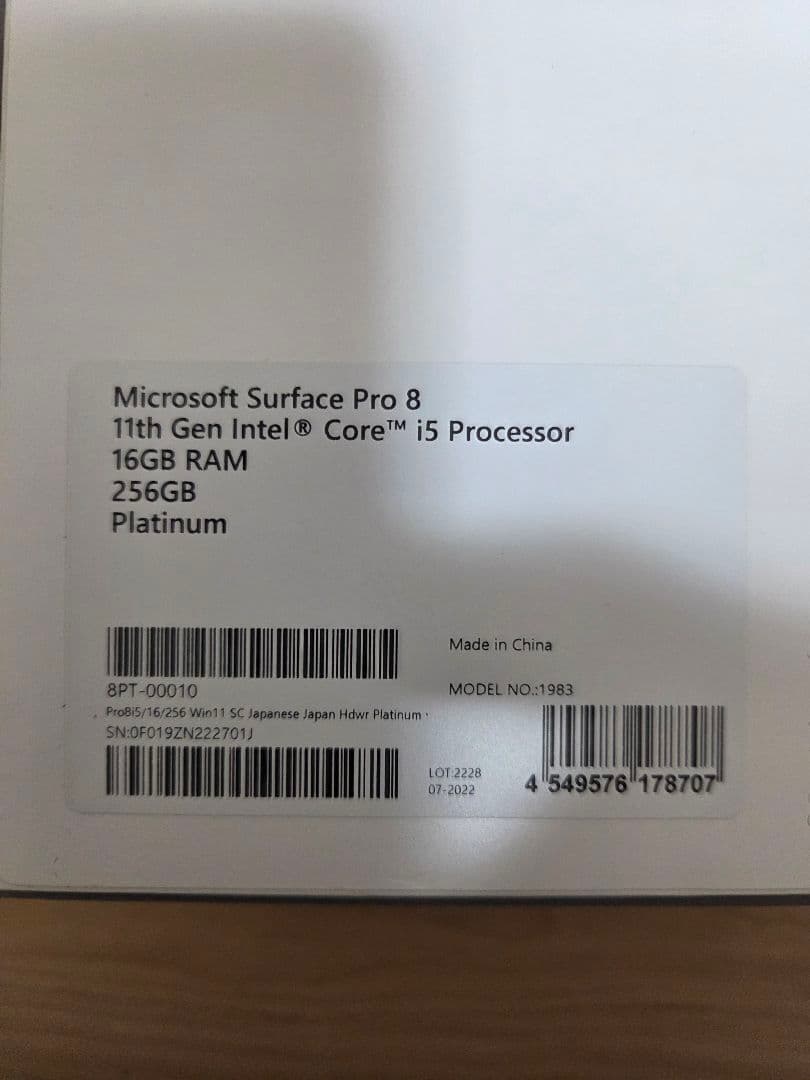 Microsoft Surface Pro 8
11th Gen Intel® Core™ i5 Processor
16GB RAM
256GB
Platinum
8PT-00010
Pro8i5/16/256 Win11 SC Japanese Japan Hdwr Platinum
SN:0F019ZN222701J
Made in China
MODEL NO.:1983
LOT:2228
07-2022
4 549576 178707